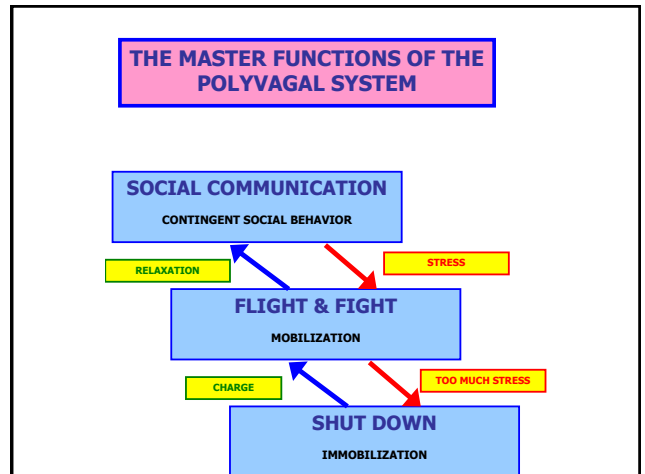 THE MASTER FUNCTIONS OF THE
POLYVAGAL SYSTEM
SOCIAL COMMUNICATION
CONTINGENT SOCIAL BEHAVIOR
RELAXATION
STRESS
FLIGHT & FIGHT
MOBILIZATION
CHARGE
TOO MUCH STRESS
SHUT DOWN
IMMOBILIZATION